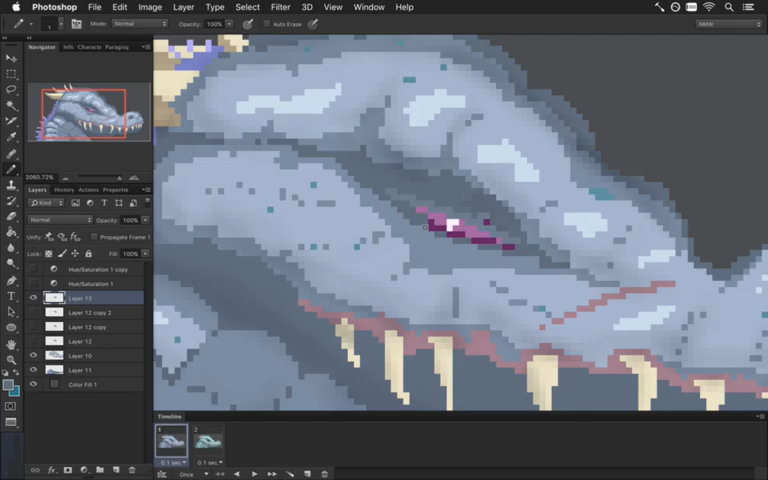 Photoshop File Edit Image Layer Type Select Filter 3D View Window Help
1 Mode: Normal Opacity: 100% Auto Erase NMW
Navigator Info Characte Paragraj
2060.72%
Layers History Actions Propertie
Kind
Normal Opacity: 100%
Unify: Propagate Frame 1
Lock: Fill: 100%
Hue/Saturation 1 copy
Hue/Saturation 1
Layer 13
Layer 12 copy 2
Layer 12 copy
Layer 12
Layer 10
Layer 11
Color Fill 1
Timeline
1 2
0.1 sec. 0.1 sec.
Once